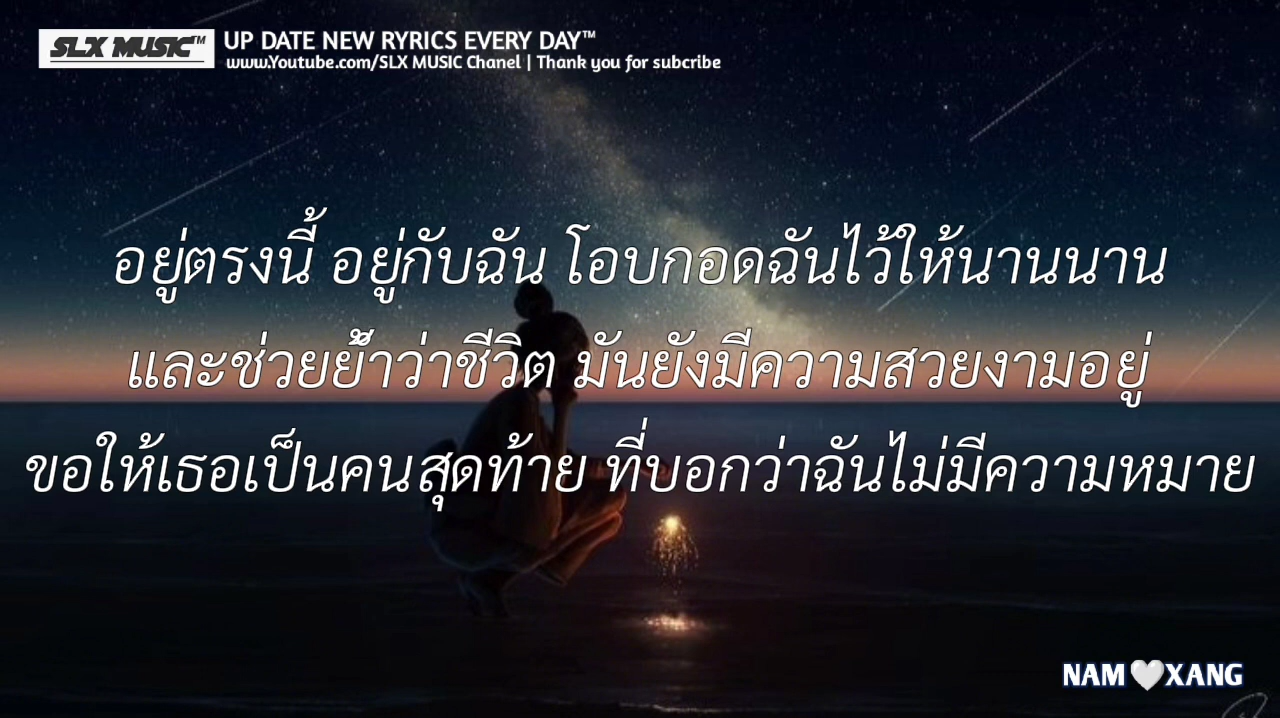 SLX MUSIC™
UP DATE NEW RYRICS EVERY DAY™
www.Youtube.com/SLX MUSIC Chanel | Thank you for subcribe
อยู่ตรงนี้ อยู่กับฉัน โอบกอดฉันไว้ให้นานนาน
และช่วยย้ำว่าชีวิต มันยังมีความสวยงามอยู่
ขอให้เธอเป็นคนสุดท้าย ที่บอกว่าฉันไม่มีความหมาย
NAM🤍XANG